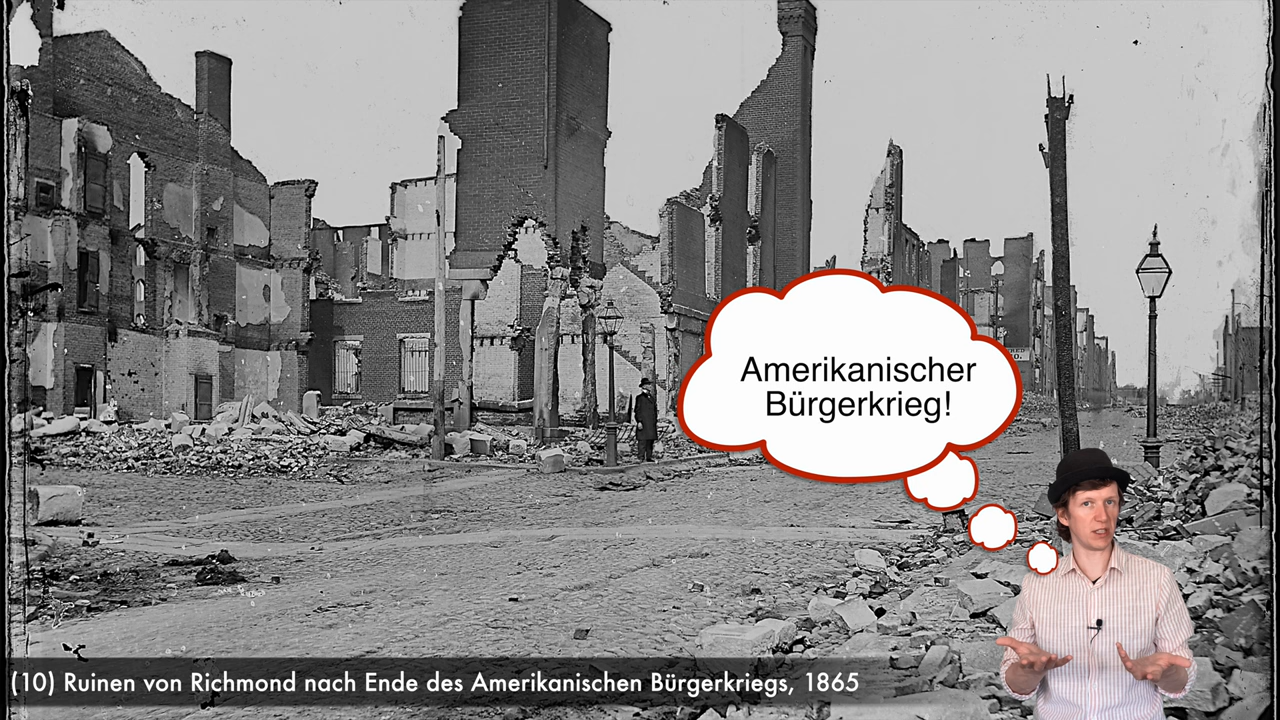 Amerikanischer
Bürgerkrieg!
(10) Ruinen von Richmond nach Ende des Amerikanischen Bürgerkriegs, 1865